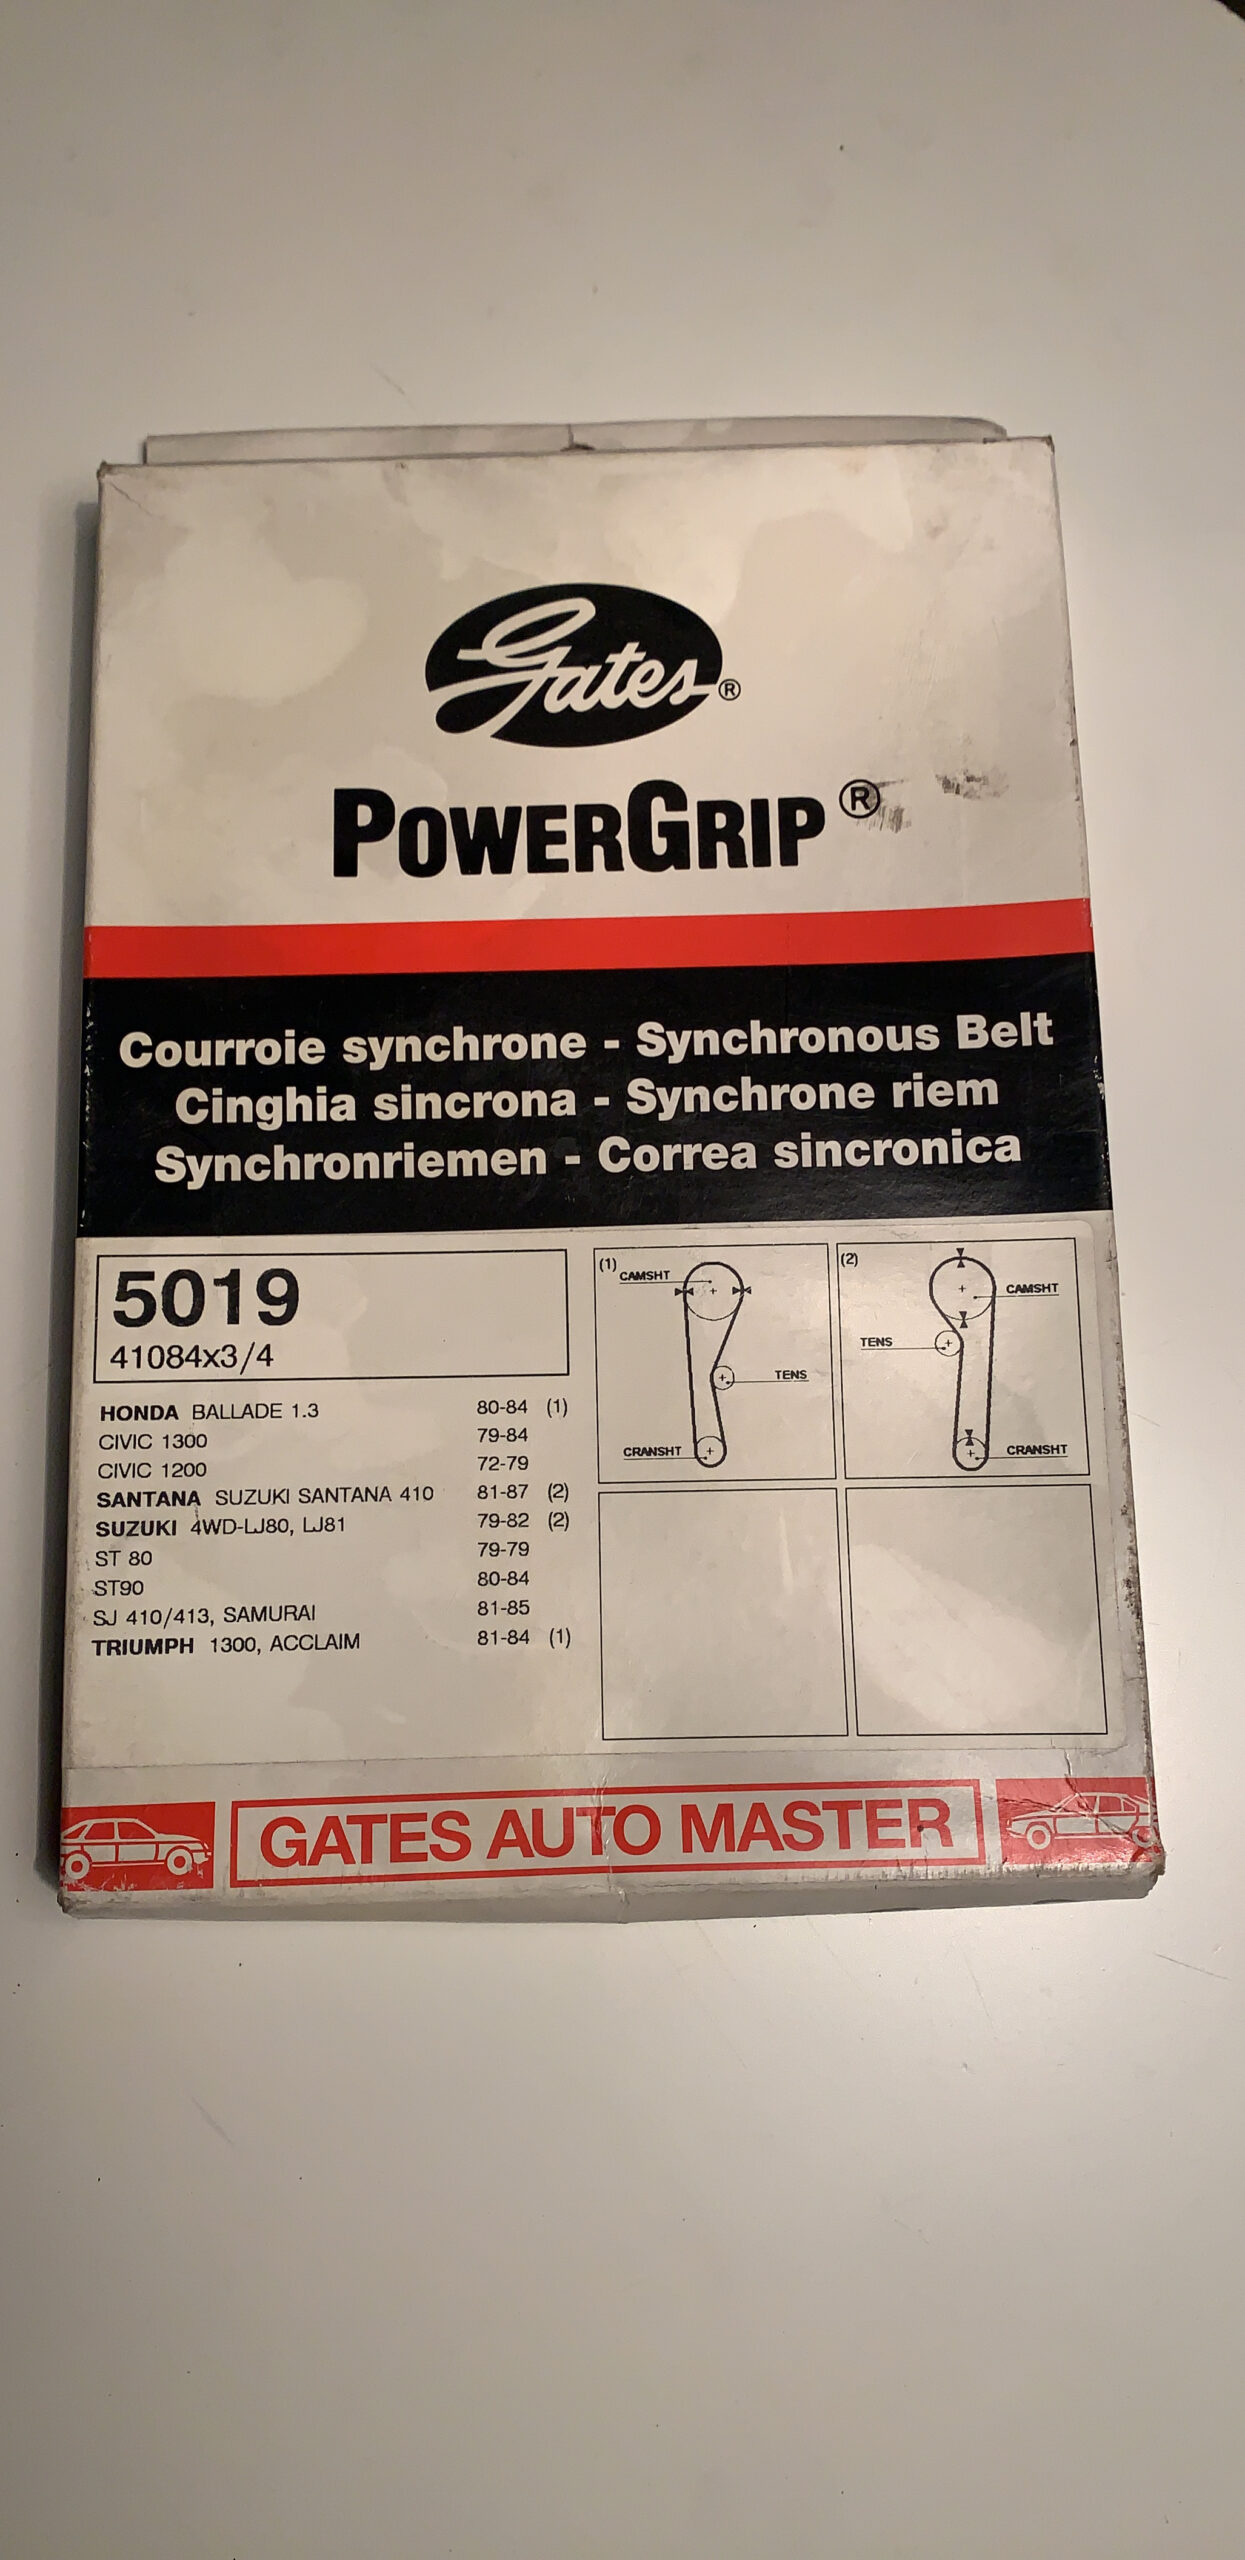 Gates®
POWERGRIP®
Courroie synchrone - Synchronous Belt
Cinghia sincrona - Synchrone riem
Synchronriemen - Correa sincronica
5019
41084x3/4
HONDA BALLADE 1.3 80-84 (1)
CIVIC 1300 79-84
CIVIC 1200 72-79
SANTANA SUZUKI SANTANA 410 81-87 (2)
SUZUKI 4WD-LJ80, LJ81 79-82 (2)
ST 80 79-79
ST90 80-84
SJ 410/413, SAMURAI 81-85
TRIUMPH 1300, ACCLAIM 81-84 (1)
(1)
CAMSHT
TENS
CRANSHT
(2)
CAMSHT
TENS
CRANSHT
GATES AUTO MASTER